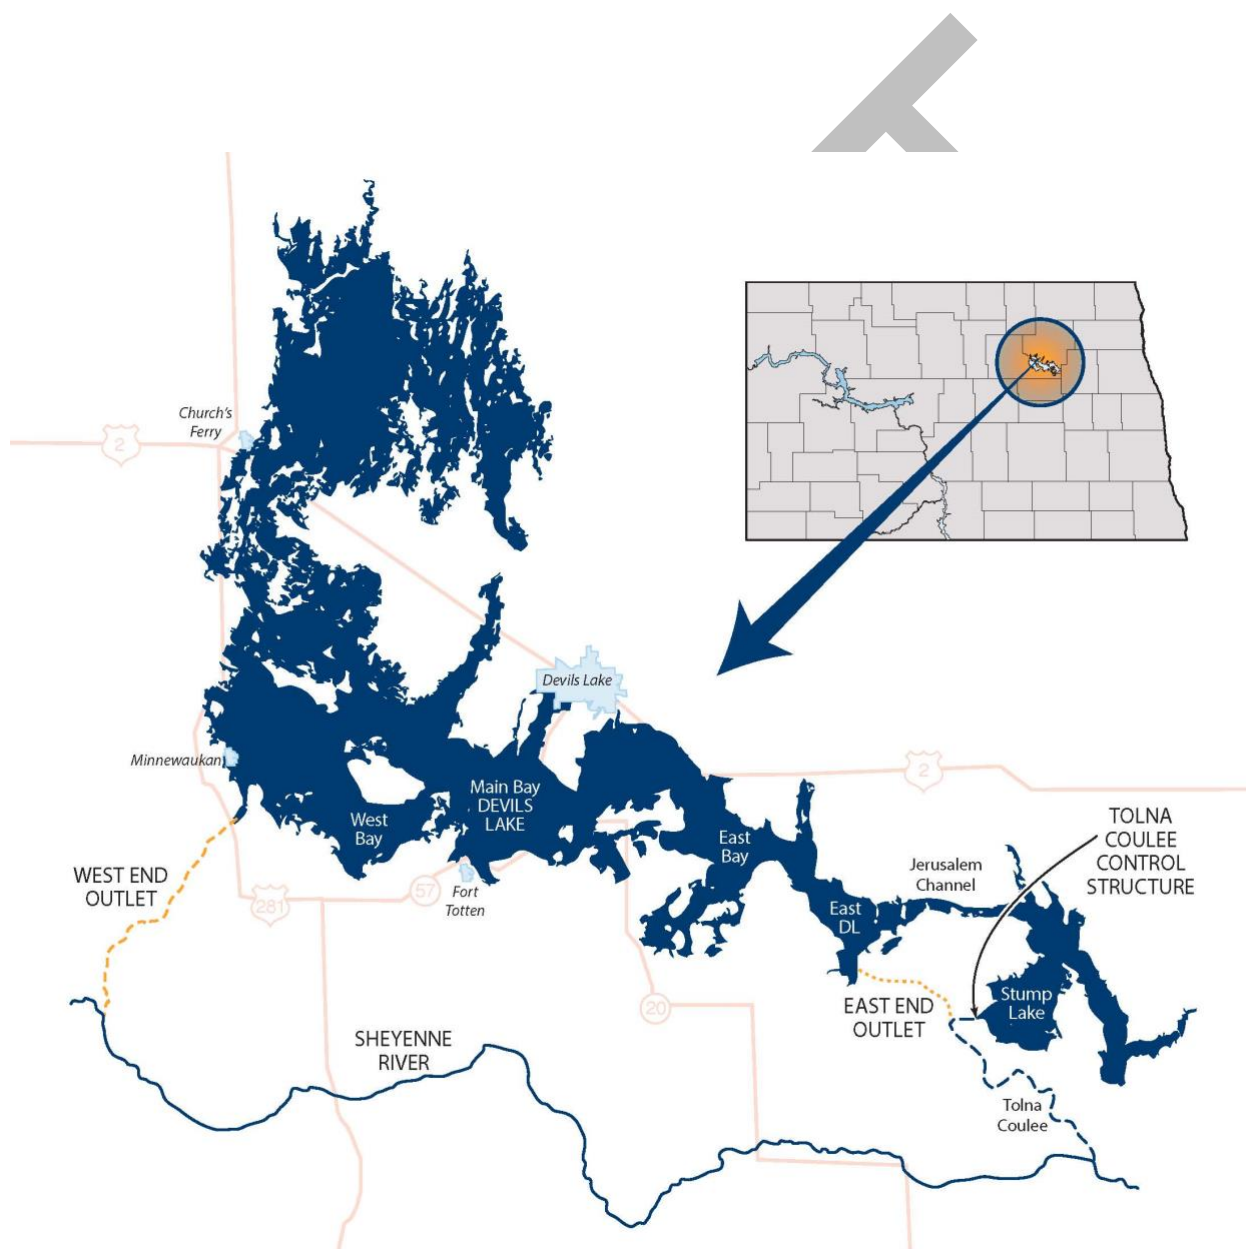 Church's
Ferry
2
Devils Lake
Minnewaukan
Main Bay
DEVILS
LAKE
West
Bay
2
East
Bay
TOLNA
COULEE
CONTROL
STRUCTURE
Jerusalem
Channel
WEST END
OUTLET
57
Fort
Totten
281
East
DL
Stump
Lake
EAST END
OUTLET
20
SHEYENNE
RIVER
Tolna
Coulee